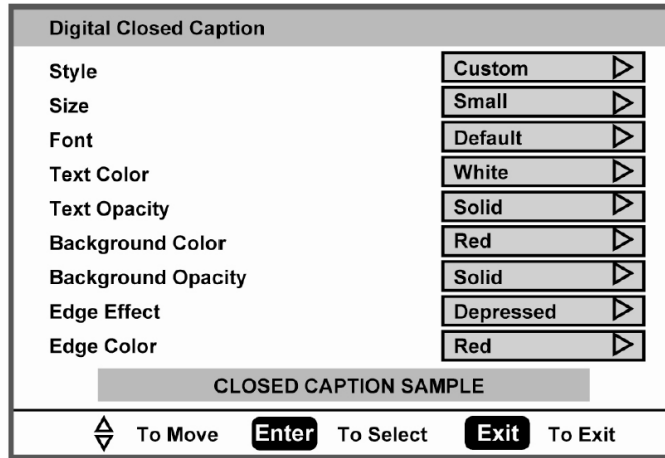 Digital Closed Caption
Style Custom
Size Small
Font Default
Text Color White
Text Opacity Solid
Background Color Red
Background Opacity Solid
Edge Effect Depressed
Edge Color Red
CLOSED CAPTION SAMPLE
To Move Enter To Select Exit To Exit